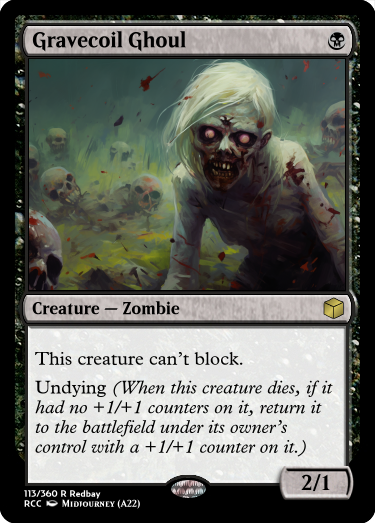 Gravecoil Ghoul
Creature — Zombie
This creature can't block.
Undying (When this creature dies, if it
had no +1/+1 counters on it, return it
to the battlefield under its owner's
control with a +1/+1 counter on it.)
2/1
113/360 R Redbay
RCC Midjourney (A22)